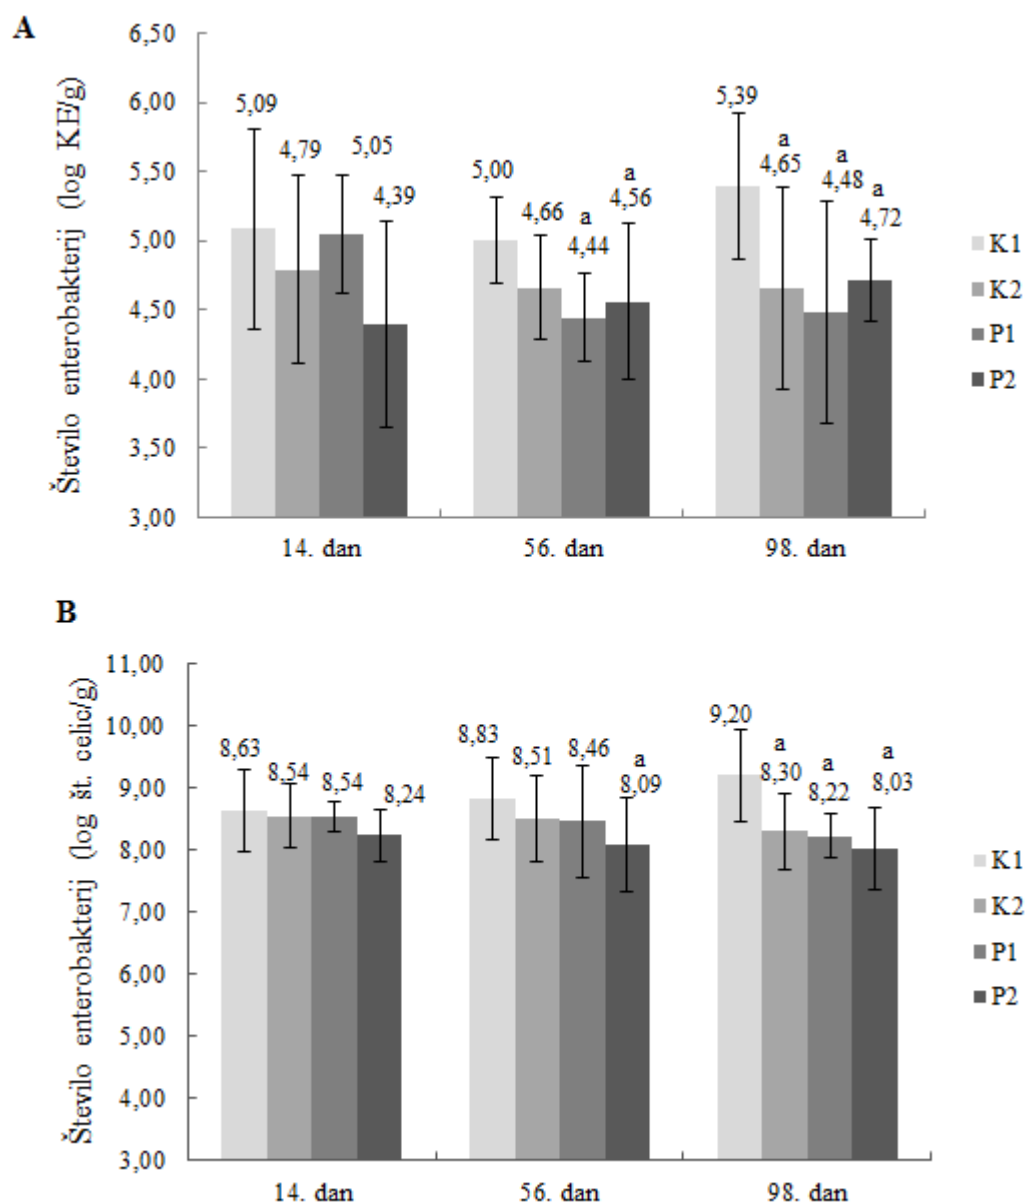 A
Število enterobakterij (log KE/g)
6,50
6,00
5,50
5,00
4,50
4,00
3,50
3,00
5,09
4,79
5,05
4,39
5,00
4,66
a
4,44
a
4,56
5,39
a
4,65
a
4,48
a
4,72
14. dan
56. dan
98. dan
K1
K2
P1
P2
B
Število enterobakterij (log št. celic/g)
11,00
10,00
9,00
8,00
7,00
6,00
5,00
4,00
3,00
8,63
8,54
8,54
8,24
8,83
8,51
8,46
a
8,09
9,20
a
8,30
a
8,22
a
8,03
14. dan
56. dan
98. dan
K1
K2
P1
P2